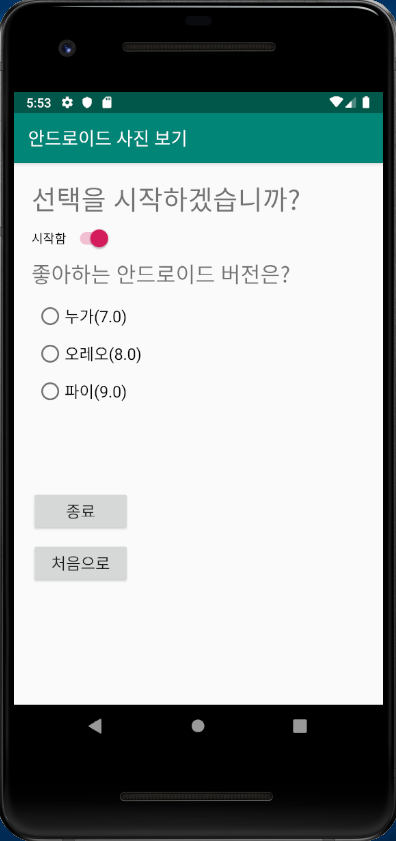 5:53
안드로이드 사진 보기
선택을 시작하겠습니까?
시작함
좋아하는 안드로이드 버전은?
누가(7.0)
오레오(8.0)
파이(9.0)
종료
처음으로